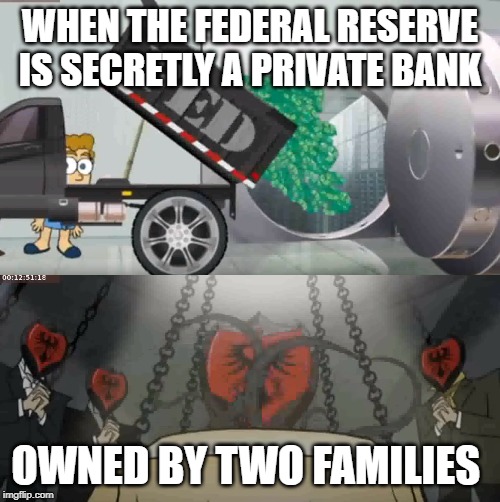 WHEN THE FEDERAL RESERVE
IS SECRETLY A PRIVATE BANK
ED
00:12:51:18
OWNED BY TWO FAMILIES
imgflip.com